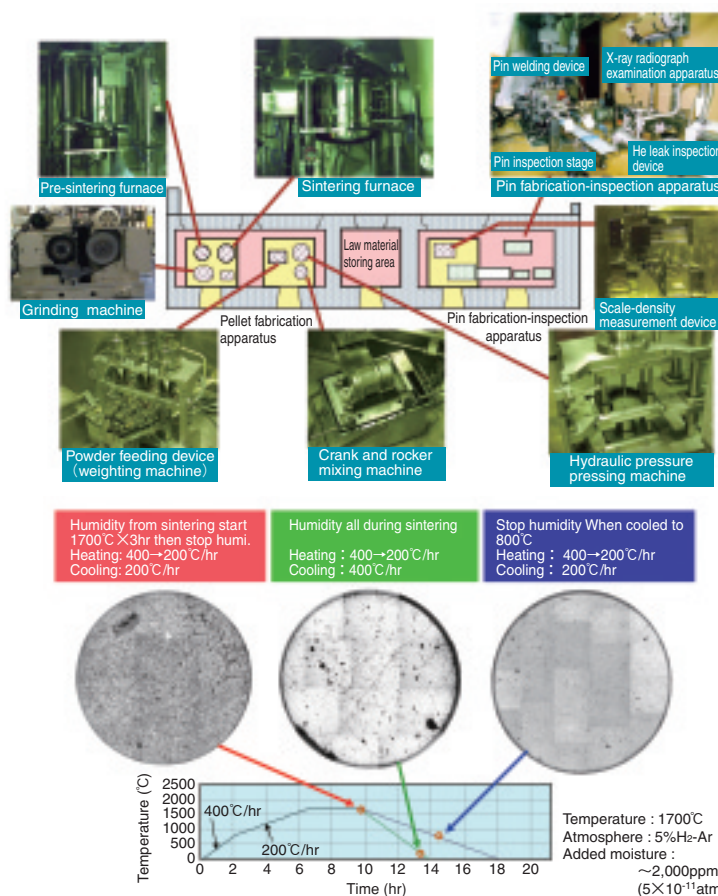 Pin welding device
X-ray radiograph
examination apparatus
Pin inspection stage
He leak inspection
device
Pre-sintering furnace
Sintering furnace
Pin fabrication-inspection apparatus
Law material
storing area
Grinding machine
Pellet fabrication
apparatus
Pin fabrication-inspection
apparatus
Scale-density
measurement device
Powder feeding device
(weighting machine)
Crank and rocker
mixing machine
Hydraulic pressure
pressing machine
Humidity from sintering start
1700℃×3hr then stop humi.
Heating: 400→200℃/hr
Cooling: 200℃/hr
Humidity all during sintering
Heating：400→200℃/hr
Cooling：400℃/hr
Stop humidity When cooled to
800℃
Heating： 400→200℃/hr
Cooling： 200℃/hr
Temperature (℃)
2500
2000
1500
1000
500
0
400℃/hr
200℃/hr
0 2 4 6 8 10 12 14 16 18 20
Time (hr)
Temperature : 1700℃
Atmosphere : 5%H₂-Ar
Added moisture :
~2,000ppm
(5×10⁻¹¹atm